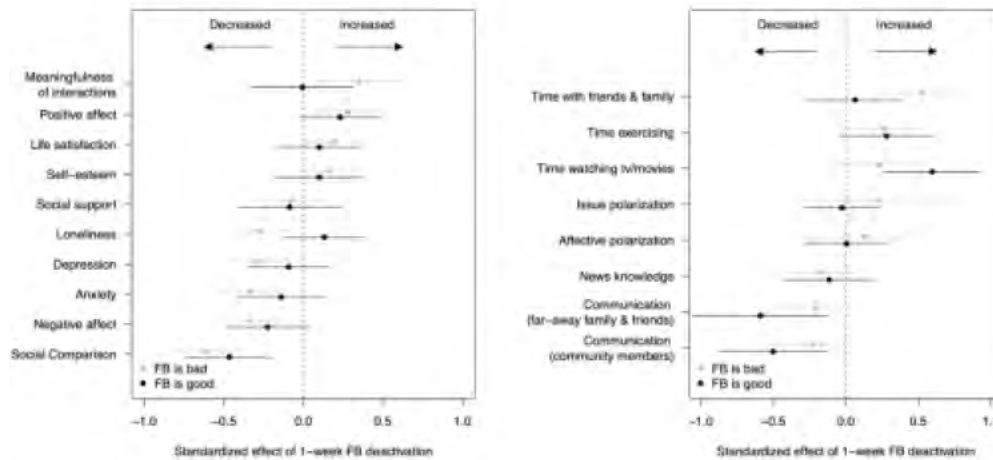 Decreased
Increased
Meaningfulness
of interactions
Positive affect
Life satisfaction
Self-esteem
Social support
Loneliness
Depression
Anxiety
Negative affect
Social Comparison
FB is bad
FB is good
-1.0
-0.5
0.0
0.5
1.0
Standardized effect of 1-week FB deactivation
Decreased
Increased
Time with friends & family
Time exercising
Time watching tv/movies
Issue polarization
Affective polarization
News knowledge
Communication
(far-away family & friends)
Communication
(community members)
FB is bad
FB is good
-1.0
-0.5
0.0
0.5
1.0
Standardized effect of 1-week FB deactivation